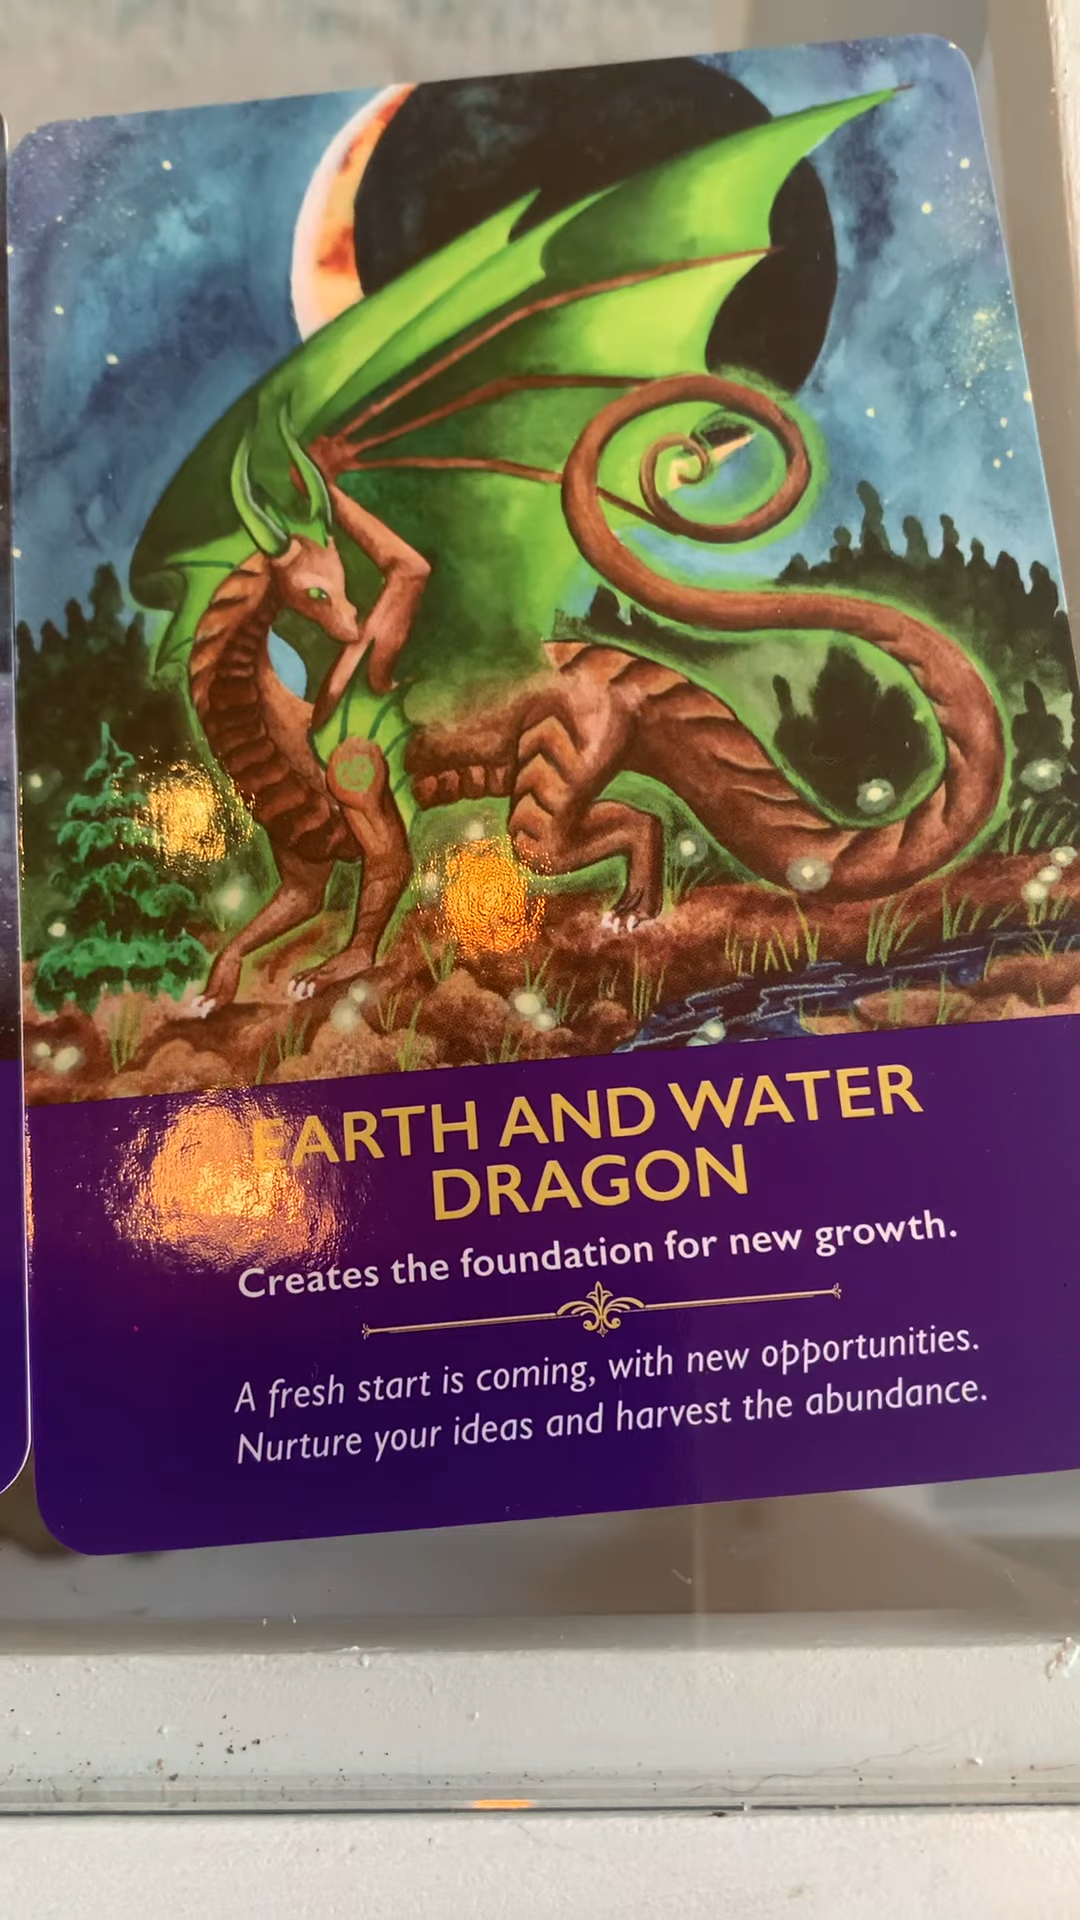 EARTH AND WATER
DRAGON
Creates the foundation for new growth.
A fresh start is coming, with new opportunities.
Nurture your ideas and harvest the abundance.